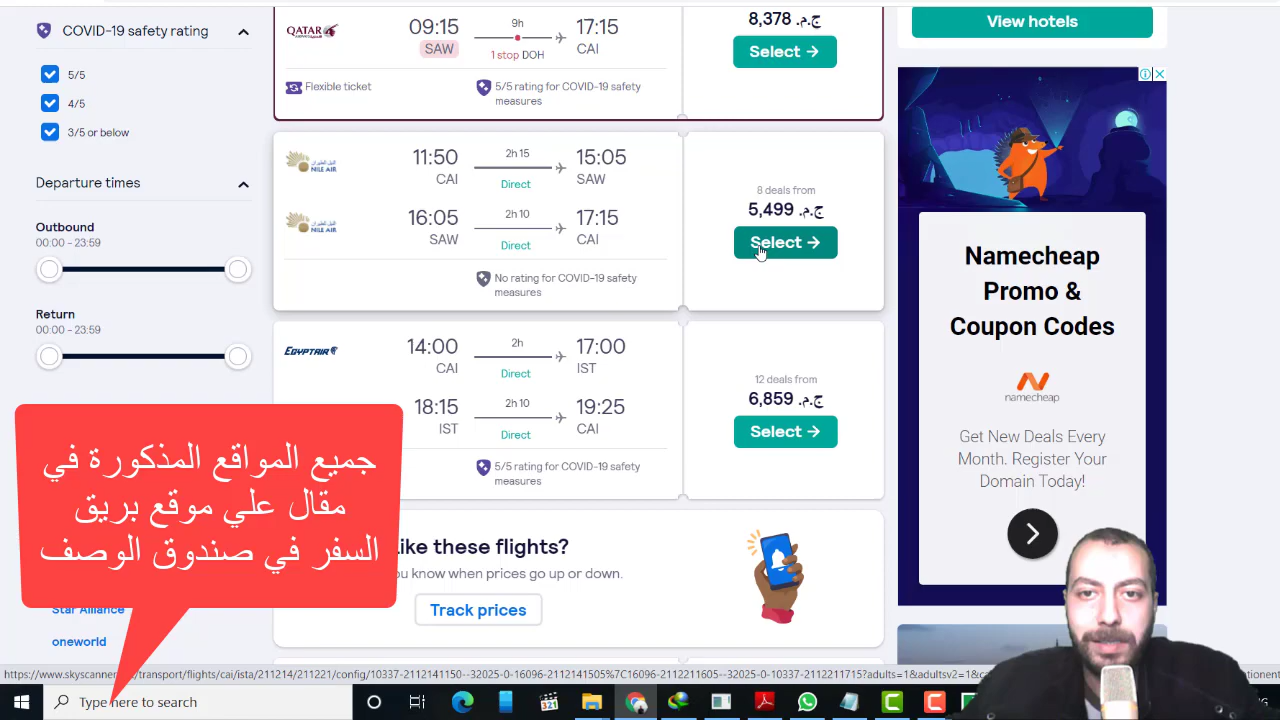 COVID-19 safety rating
5/5
4/5
3/5 or below
Departure times
Outbound
00:00 - 23:59
Return
00:00 - 23:59
جميع المواقع المذكورة في
مقال علي موقع بريق
السفر في صندوق الوصف
Star Alliance
oneworld
QATAR
09:15
9h
17:15
SAW
1 stop DOH
CAI
Flexible ticket
5/5 rating for COVID-19 safety
measures
8,378 ج.م.
Select →
NILE AIR
11:50
2h 15
15:05
CAI
Direct
SAW
NILE AIR
16:05
2h 10
17:15
SAW
Direct
CAI
No rating for COVID-19 safety
measures
8 deals from
5,499 ج.م.
Select →
EGYPTAIR
14:00
2h
17:00
CAI
Direct
IST
18:15
2h 10
19:25
IST
Direct
CAI
5/5 rating for COVID-19 safety
measures
12 deals from
6,859 ج.م.
Select →
Like these flights?
you know when prices go up or down.
Track prices
View hotels
Namecheap
Promo &
Coupon Codes
namecheap
Get New Deals Every
Month. Register Your
Domain Today!
Type here to search